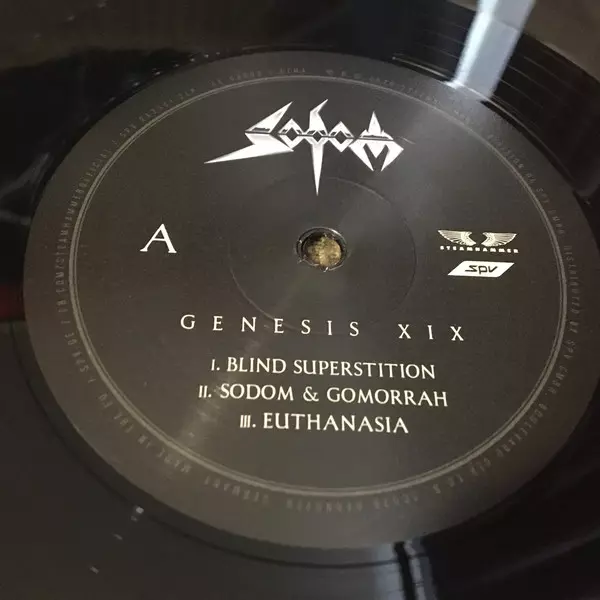 SODOM
A
STEAMHAMMER
SPV
GENESIS XIX
I. BLIND SUPERSTITION
II. SODOM & GOMORRAH
III. EUTHANASIA